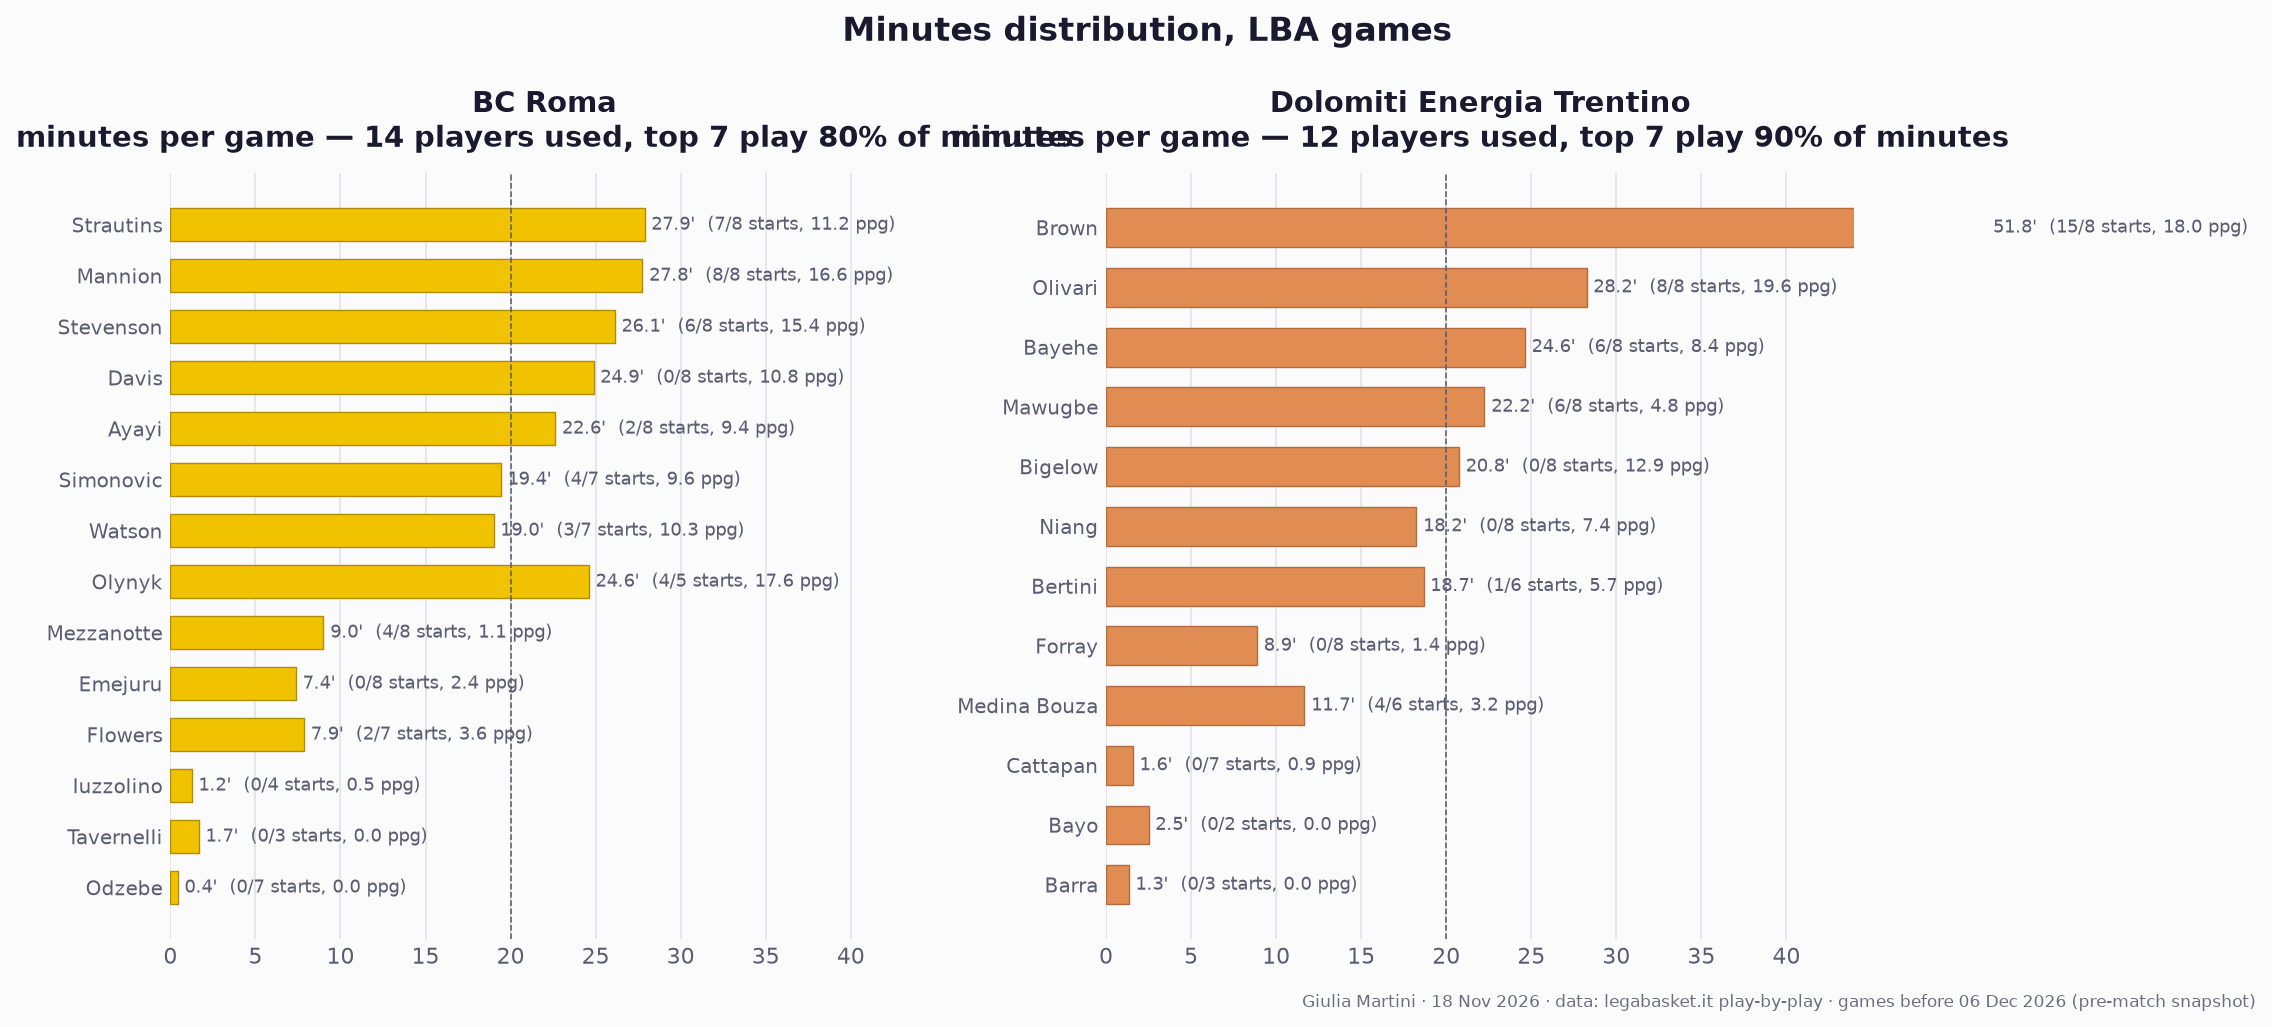 Minutes distribution, LBA games
BC Roma
minutes per game — 14 players used, top 7 play 80% of minutes
Dolomiti Energia Trentino
minutes per game — 12 players used, top 7 play 90% of minutes
Strautins 27.9' (7/8 starts, 11.2 ppg)
Mannion 27.8' (8/8 starts, 16.6 ppg)
Stevenson 26.1' (6/8 starts, 15.4 ppg)
Davis 24.9' (0/8 starts, 10.8 ppg)
Ayayi 22.6' (2/8 starts, 9.4 ppg)
Simonovic 19.4' (4/7 starts, 9.6 ppg)
Watson 19.0' (3/7 starts, 10.3 ppg)
Olynyk 24.6' (4/5 starts, 17.6 ppg)
Mezzanotte 9.0' (4/8 starts, 1.1 ppg)
Emejuru 7.4' (0/8 starts, 2.4 ppg)
Flowers 7.9' (2/7 starts, 3.6 ppg)
Iuzzolino 1.2' (0/4 starts, 0.5 ppg)
Tavernelli 1.7' (0/3 starts, 0.0 ppg)
Odzebe 0.4' (0/7 starts, 0.0 ppg)
0 5 10 15 20 25 30 35 40
Brown 51.8' (15/8 starts, 18.0 ppg)
Olivari 28.2' (8/8 starts, 19.6 ppg)
Bayehe 24.6' (6/8 starts, 8.4 ppg)
Mawugbe 22.2' (6/8 starts, 4.8 ppg)
Bigelow 20.8' (0/8 starts, 12.9 ppg)
Niang 18.2' (0/8 starts, 7.4 ppg)
Bertini 18.7' (1/6 starts, 5.7 ppg)
Forray 8.9' (0/8 starts, 1.4 ppg)
Medina Bouza 11.7' (4/6 starts, 3.2 ppg)
Cattapan 1.6' (0/7 starts, 0.9 ppg)
Bayo 2.5' (0/2 starts, 0.0 ppg)
Barra 1.3' (0/3 starts, 0.0 ppg)
0 5 10 15 20 25 30 35 40
Giulia Martini · 18 Nov 2026 · data: legabasket.it play-by-play · games before 06 Dec 2026 (pre-match snapshot)